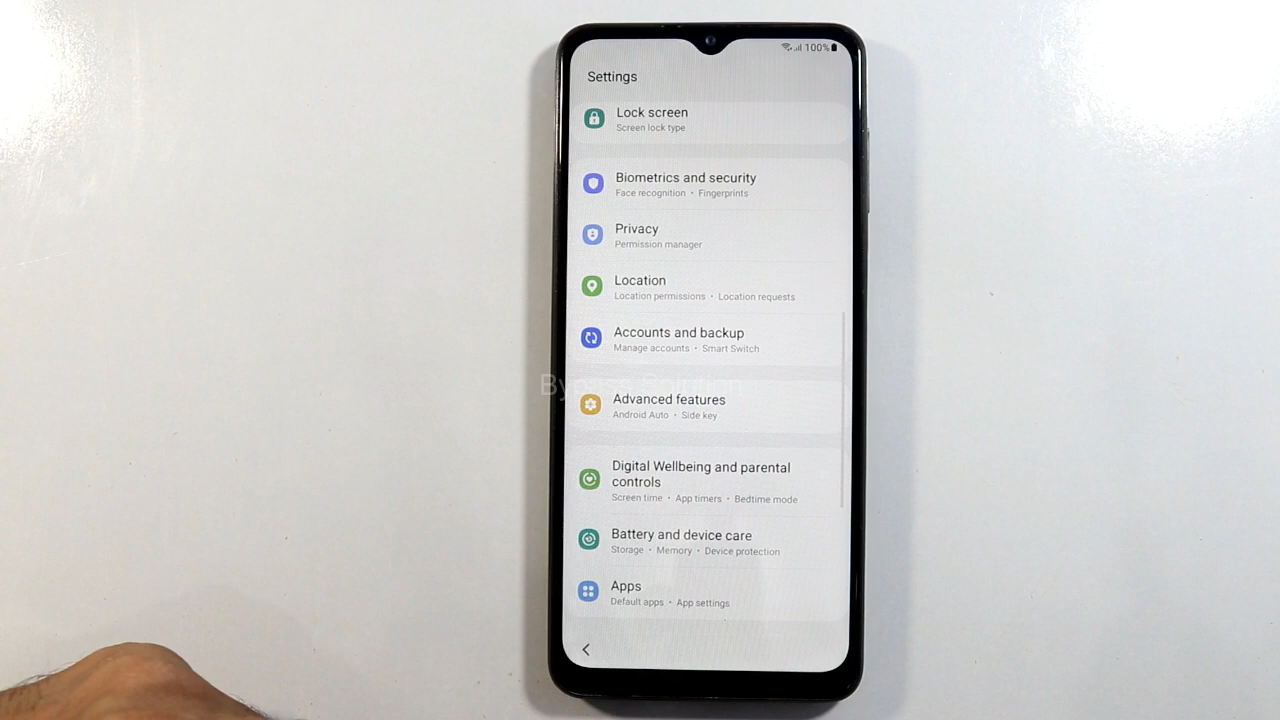 100%
Settings
Lock screen
Screen lock type
Biometrics and security
Face recognition • Fingerprints
Privacy
Permission manager
Location
Location permissions • Location requests
Accounts and backup
Manage accounts • Smart Switch
Bypass Solution
Advanced features
Android Auto • Side key
Digital Wellbeing and parental
controls
Screen time • App timers • Bedtime mode
Battery and device care
Storage • Memory • Device protection
Apps
Default apps • App settings